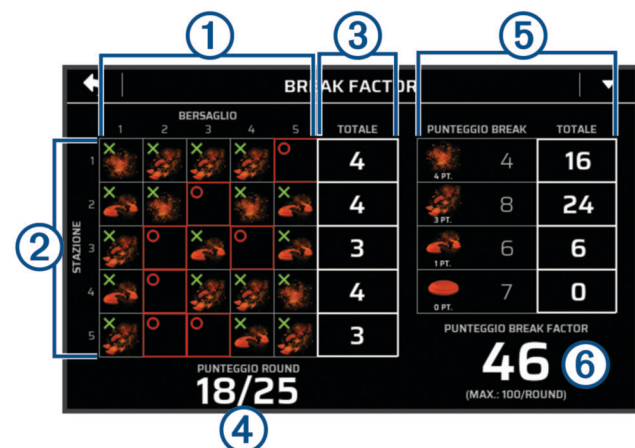 1
3
5
BREAK FACTOR
BERSAGLIO
1 2 3 4 5
TOTALE
PUNTEGGIO BREAK
TOTALE
2
STAZIONE
1
4
4 PT.
4
16
2
4
3 PT.
8
24
3
3
1 PT.
6
6
4
4
0 PT.
7
0
5
3
PUNTEGGIO ROUND
18/25
4
PUNTEGGIO BREAK FACTOR
46
6
(MAX.: 100/ROUND)